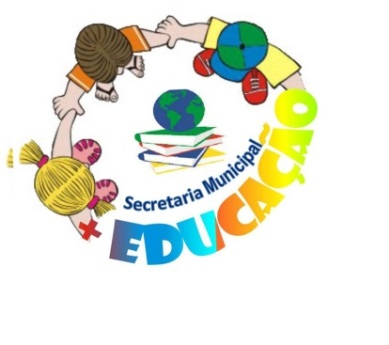 Secretaria Municipal
+ EDUCAÇÃO